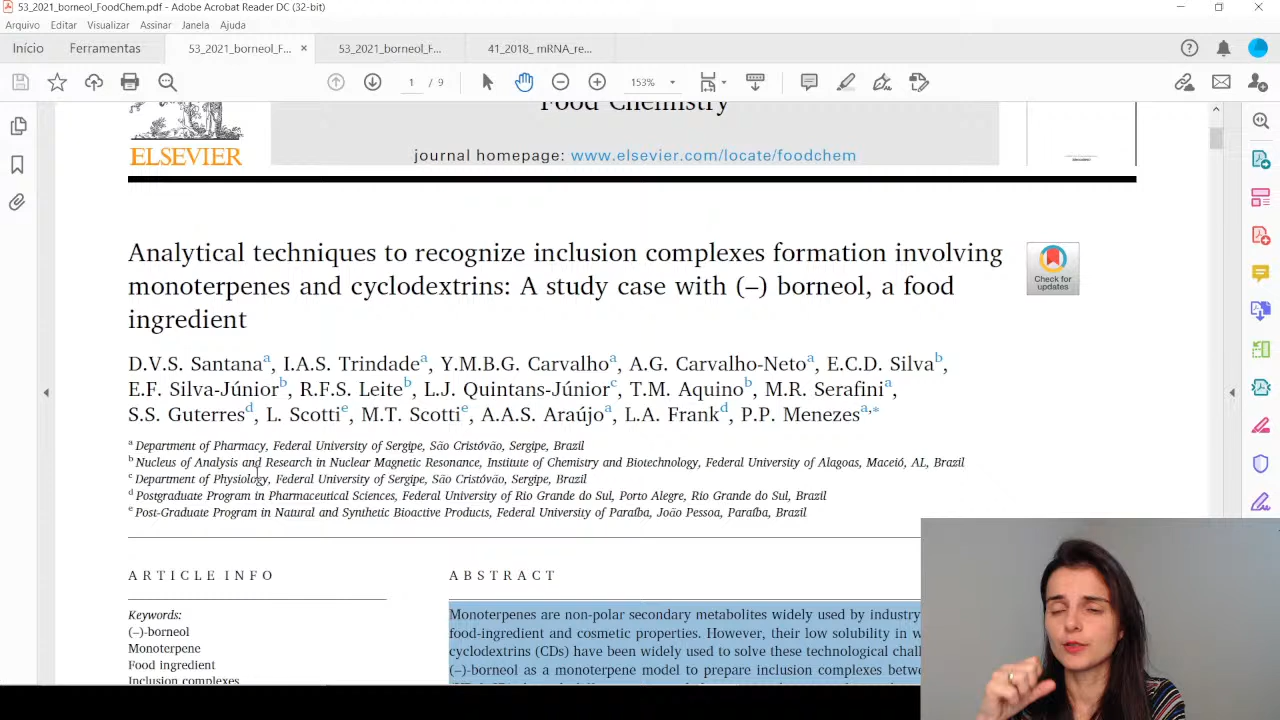 53_2021_borneol_FoodChem.pdf - Adobe Acrobat Reader DC (32-bit)
Arquivo Editar Visualizar Assinar Janela Ajuda
Início Ferramentas 53_2021_borneol_F... × 53_2021_borneol_F... 41_2018_ mRNA_re...
1 / 9 153%
Food Chemistry
ELSEVIER
journal homepage: www.elsevier.com/locate/foodchem
Analytical techniques to recognize inclusion complexes formation involving
monoterpenes and cyclodextrins: A study case with (–) borneol, a food
ingredient
Check for
updates
D.V.S. Santanaᵃ, I.A.S. Trindadeᵃ, Y.M.B.G. Carvalhoᵃ, A.G. Carvalho-Netoᵃ, E.C.D. Silvaᵇ,
E.F. Silva-Júniorᵇ, R.F.S. Leiteᵇ, L.J. Quintans-Júniorᶜ, T.M. Aquinoᵇ, M.R. Serafiniᵃ,
S.S. Guterresᵈ, L. Scottiᵉ, M.T. Scottiᵉ, A.A.S. Araújoᵃ, L.A. Frankᵈ, P.P. Menezesᵃ,*
ᵃ Department of Pharmacy, Federal University of Sergipe, São Cristóvão, Sergipe, Brazil
ᵇ Nucleus of Analysis and Research in Nuclear Magnetic Resonance, Institute of Chemistry and Biotechnology, Federal University of Alagoas, Maceió, AL, Brazil
ᶜ Department of Physiology, Federal University of Sergipe, São Cristóvão, Sergipe, Brazil
ᵈ Postgraduate Program in Pharmaceutical Sciences, Federal University of Rio Grande do Sul, Porto Alegre, Rio Grande do Sul, Brazil
ᵉ Post-Graduate Program in Natural and Synthetic Bioactive Products, Federal University of Paraíba, João Pessoa, Paraíba, Brazil
ARTICLE INFO
Keywords:
(–)-borneol
Monoterpene
Food ingredient
Inclusion complexes
ABSTRACT
Monoterpenes are non-polar secondary metabolites widely used by industry
food-ingredient and cosmetic properties. However, their low solubility in
cyclodextrins (CDs) have been widely used to solve these technological
(–)-borneol as a monoterpene model to prepare inclusion complexes